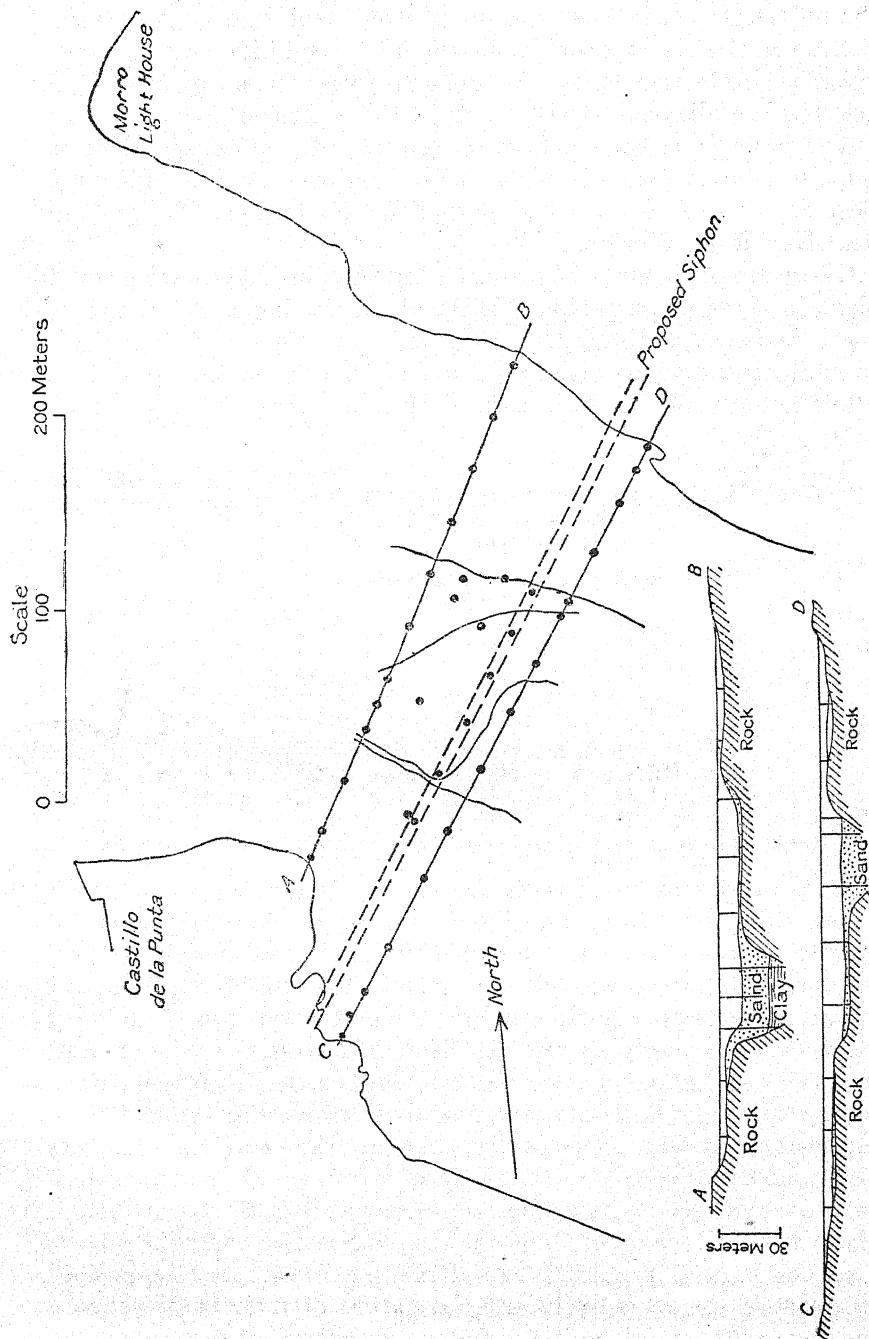 Morro
Light House
Scale
0 100 200 Meters
Castillo
de la Punta
A
B
Proposed Siphon
C
D
North
A
B
Rock
Sand
Clay
Rock
30 Meters
C
D
Rock
Sand
Rock